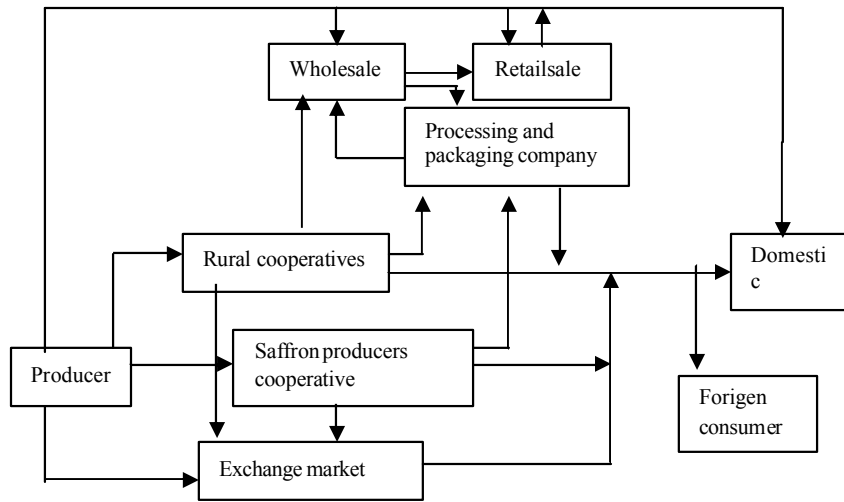 Wholesale
Retailsale
Processing and
packaging company
Rural cooperatives
Domesti
c
Saffron producers
cooperative
Producer
Forigen
consumer
Exchange market